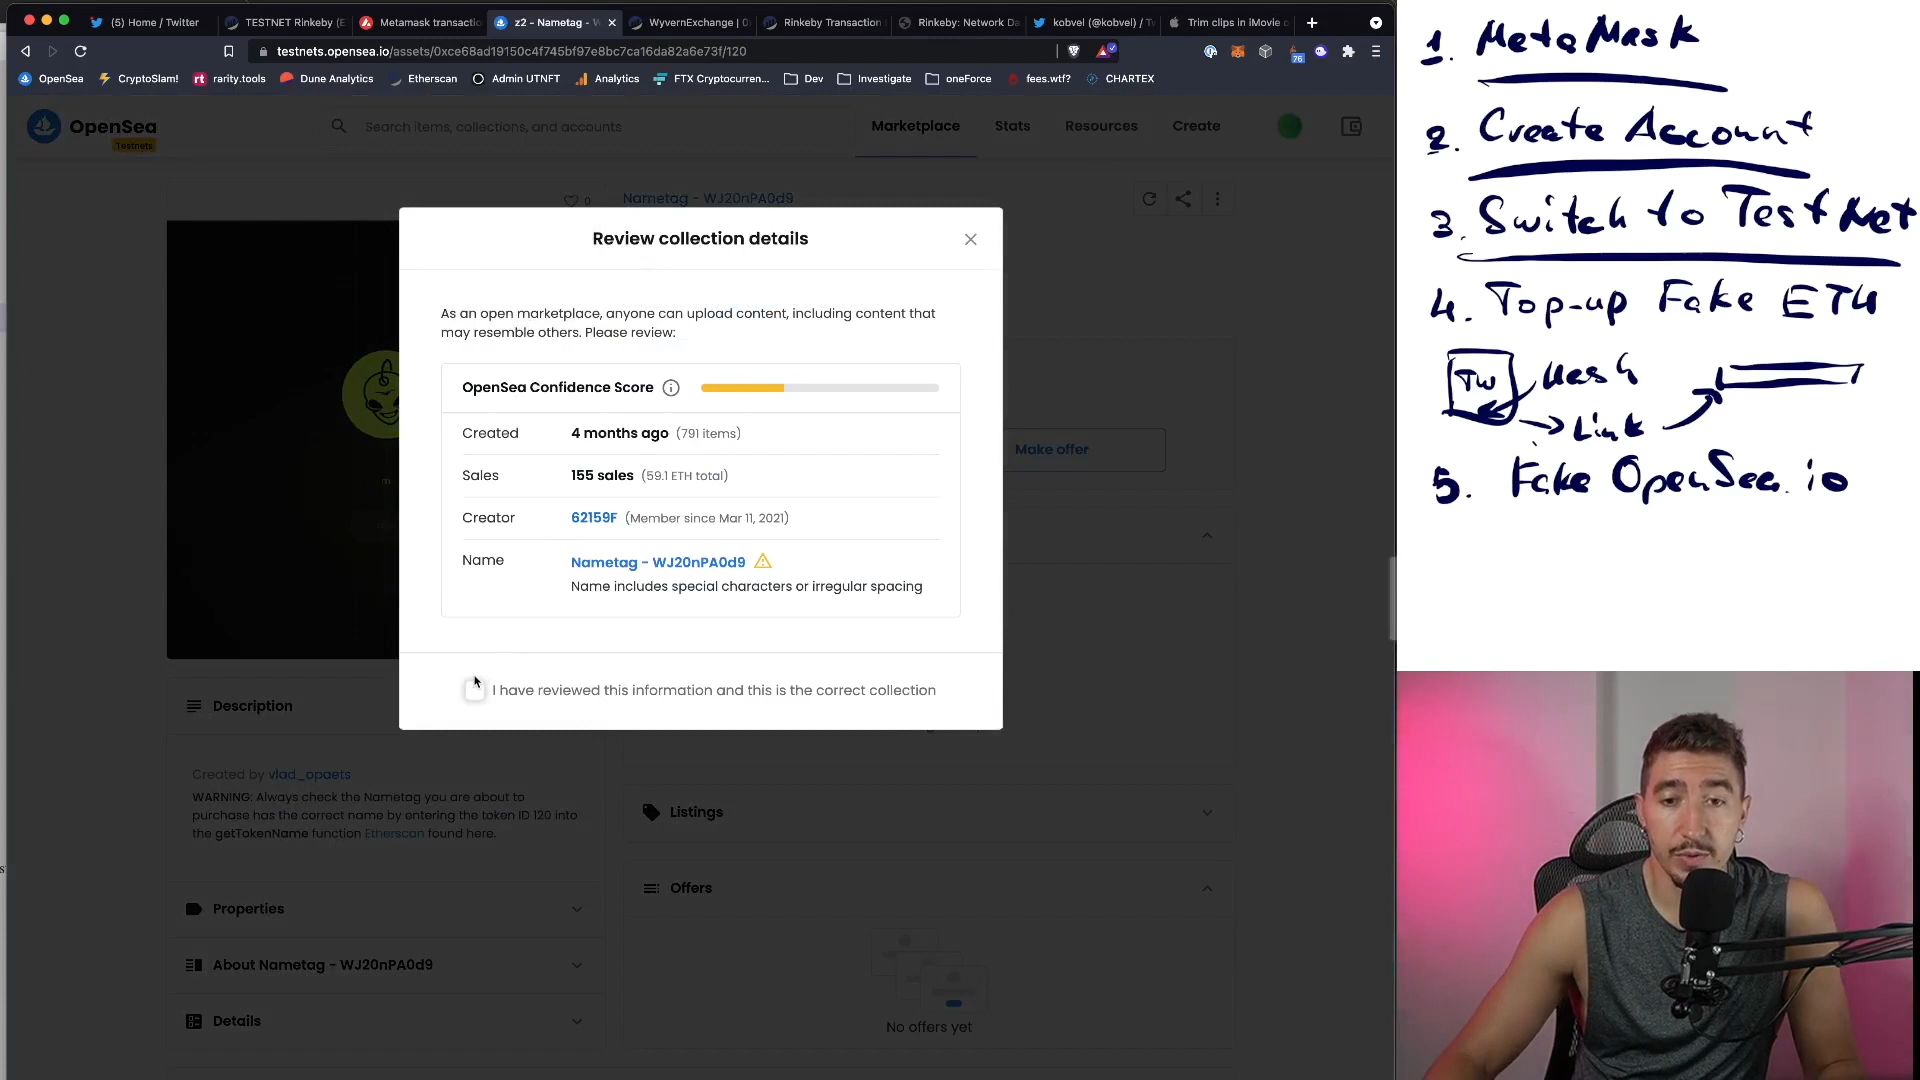 (5) Home / Twitter
TESTNET Rinkeby (E
Metamask transactio
z2 - Nametag - W
WyvernExchange | 0
Rinkeby Transaction
Rinkeby: Network Da
kobvel (@kobvel) / Tw
Trim clips in iMovie o
testnets.opensea.io/assets/0xce68ad19150c4f745bf97e8bc7ca16da82a6e73f/120
76
OpenSea
CryptoSlam!
rt rarity.tools
Dune Analytics
Etherscan
Admin UTNFT
Analytics
FTX Cryptocurren...
Dev
Investigate
oneForce
fees.wtf?
CHARTEX
OpenSea
Testnets
Search items, collections, and accounts
Marketplace
Stats
Resources
Create
0
Nametag - WJ20nPA0d9
Review collection details
As an open marketplace, anyone can upload content, including content that
may resemble others. Please review:
OpenSea Confidence Score
Created 4 months ago (791 items)
Sales 155 sales (59.1 ETH total)
Creator 62159F (Member since Mar 11, 2021)
Name Nametag - WJ20nPA0d9
Name includes special characters or irregular spacing
I have reviewed this information and this is the correct collection
Make offer
Description
Created by vlad_opaets
WARNING: Always check the Nametag you are about to
purchase has the correct name by entering the token ID 120 into
the getTokenName function Etherscan found here.
Properties
About Nametag - WJ20nPA0d9
Details
Listings
Offers
No offers yet
1. MetaMask
2. Create Account
3. Switch to TestNet
4. Top-up Fake ETH
TW
Link
5. Fake OpenSea.io